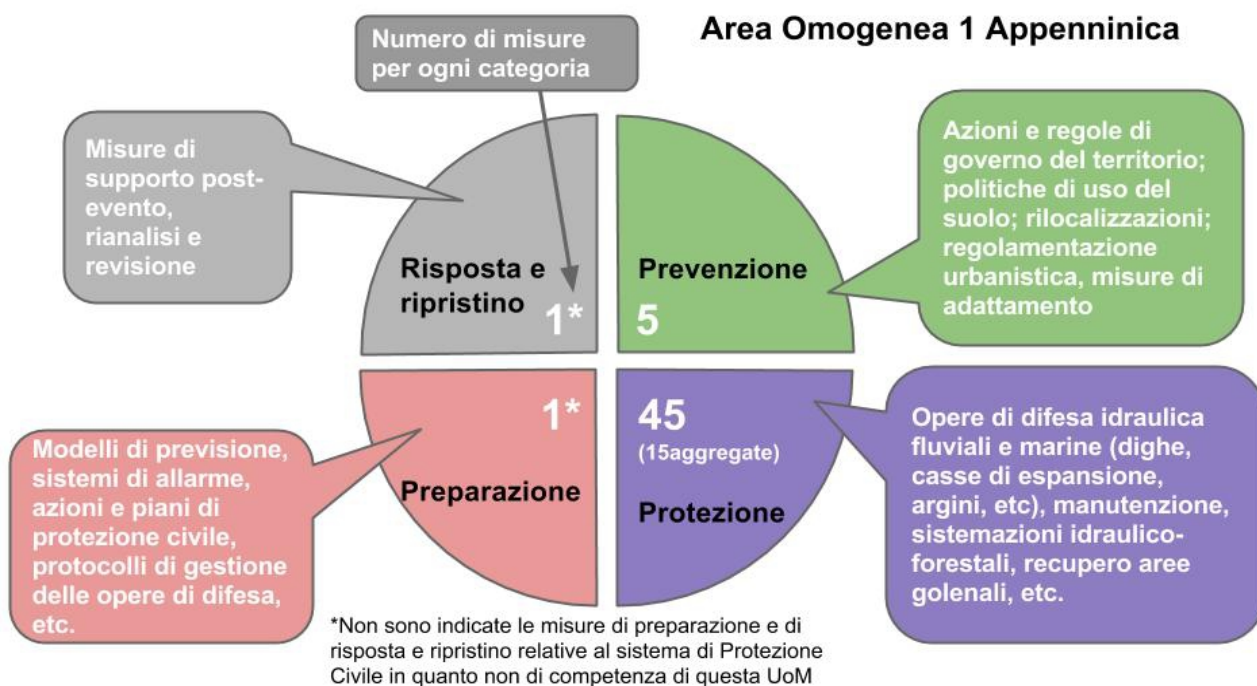 Area Omogenea 1 Appenninica
Numero di misure
per ogni categoria
Misure di
supporto post-
evento,
rianalisi e
revisione
Risposta e
ripristino
1*
Prevenzione
5
Azioni e regole di
governo del territorio;
politiche di uso del
suolo; rilocalizzazioni;
regolamentazione
urbanistica, misure di
adattamento
Modelli di previsione,
sistemi di allarme,
azioni e piani di
protezione civile,
protocolli di gestione
delle opere di difesa,
etc.
1*
Preparazione
45
(15aggregate)
Protezione
Opere di difesa idraulica
fluviali e marine (dighe,
casse di espansione,
argini, etc), manutenzione,
sistemazioni idraulico-
forestali, recupero aree
golenali, etc.
*Non sono indicate le misure di preparazione e di
risposta e ripristino relative al sistema di Protezione
Civile in quanto non di competenza di questa UoM